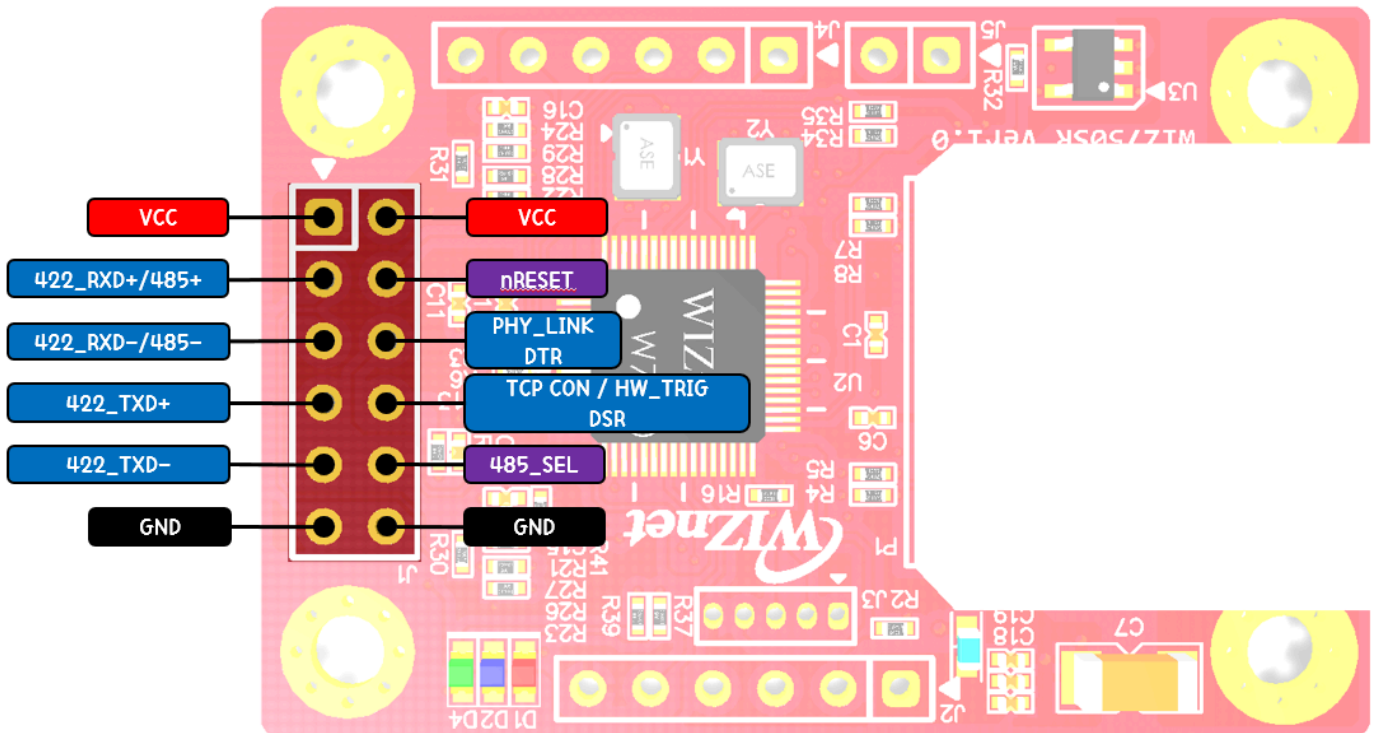 J4
J5
R32
U3
C16
R24
R29
R28
R31
ASE
Y1
Y2
ASE
R35
R34
WIZ750SR Ver1.0
VCC
VCC
R7
R8
422_RXD+/485+
nRESET
C11
WIZ
W7
422_RXD-/485-
PHY_LINK
DTR
C1
U2
422_TXD+
TCP CON / HW_TRIG
DSR
C6
422_TXD-
485_SEL
R5
R4
R16
GND
GND
WIZnet
P1
J1
R30
R41
R21
R27
R26
R23
R39
R37
J3
R2
C19
C18
C7
D4
D2
D1
J2